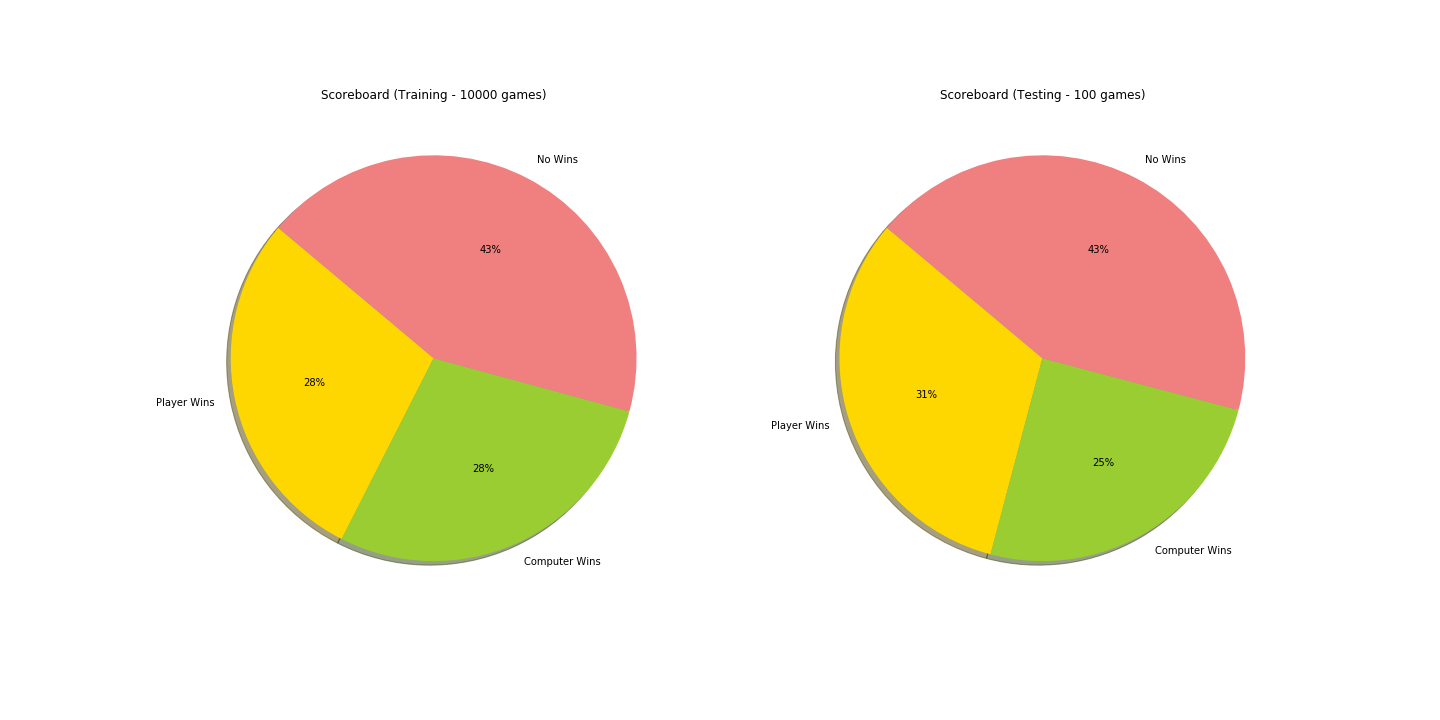 Scoreboard (Training - 10000 games)
No Wins
43%
28%
Player Wins
28%
Computer Wins
Scoreboard (Testing - 100 games)
No Wins
43%
31%
Player Wins
25%
Computer Wins